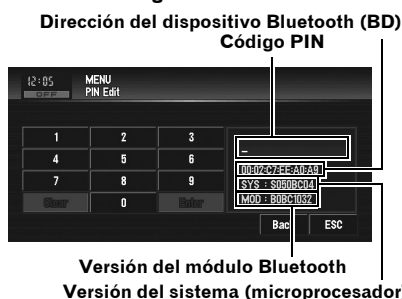 Dirección del dispositivo Bluetooth (BD)
Código PIN
12:05 MENU
OFF PIN Edit
1 2 3
4 5 6
00:02:C7:EE:A0:A9
7 8 9
SYS : S050BC04
Clear 0 Enter
MOD : B0BC1032
Back ESC
Versión del módulo Bluetooth
Versión del sistema (microprocesador)